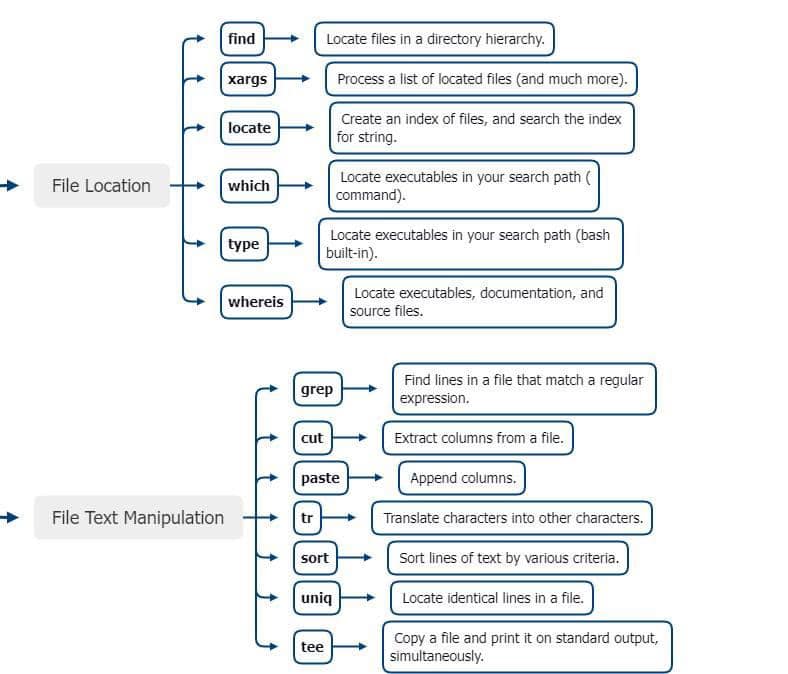 find
Locate files in a directory hierarchy.
xargs
Process a list of located files (and much more).
locate
Create an index of files, and search the index
for string.
File Location
which
Locate executables in your search path (
command).
type
Locate executables in your search path (bash
built-in).
whereis
Locate executables, documentation, and
source files.
grep
Find lines in a file that match a regular
expression.
cut
Extract columns from a file.
paste
Append columns.
File Text Manipulation
tr
Translate characters into other characters.
sort
Sort lines of text by various criteria.
uniq
Locate identical lines in a file.
tee
Copy a file and print it on standard output,
simultaneously.